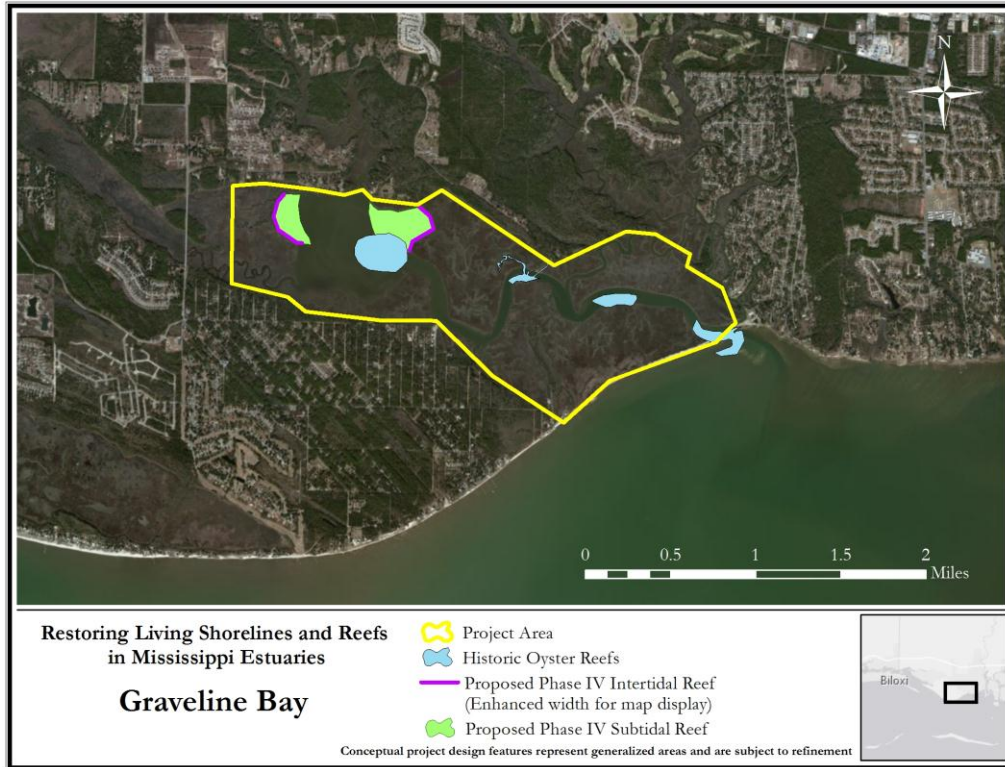 N
0 0.5 1 1.5 2
Miles
Restoring Living Shorelines and Reefs
in Mississippi Estuaries
Graveline Bay
Project Area
Historic Oyster Reefs
Proposed Phase IV Intertidal Reef
(Enhanced width for map display)
Proposed Phase IV Subtidal Reef
Conceptual project design features represent generalized areas and are subject to refinement
Biloxi